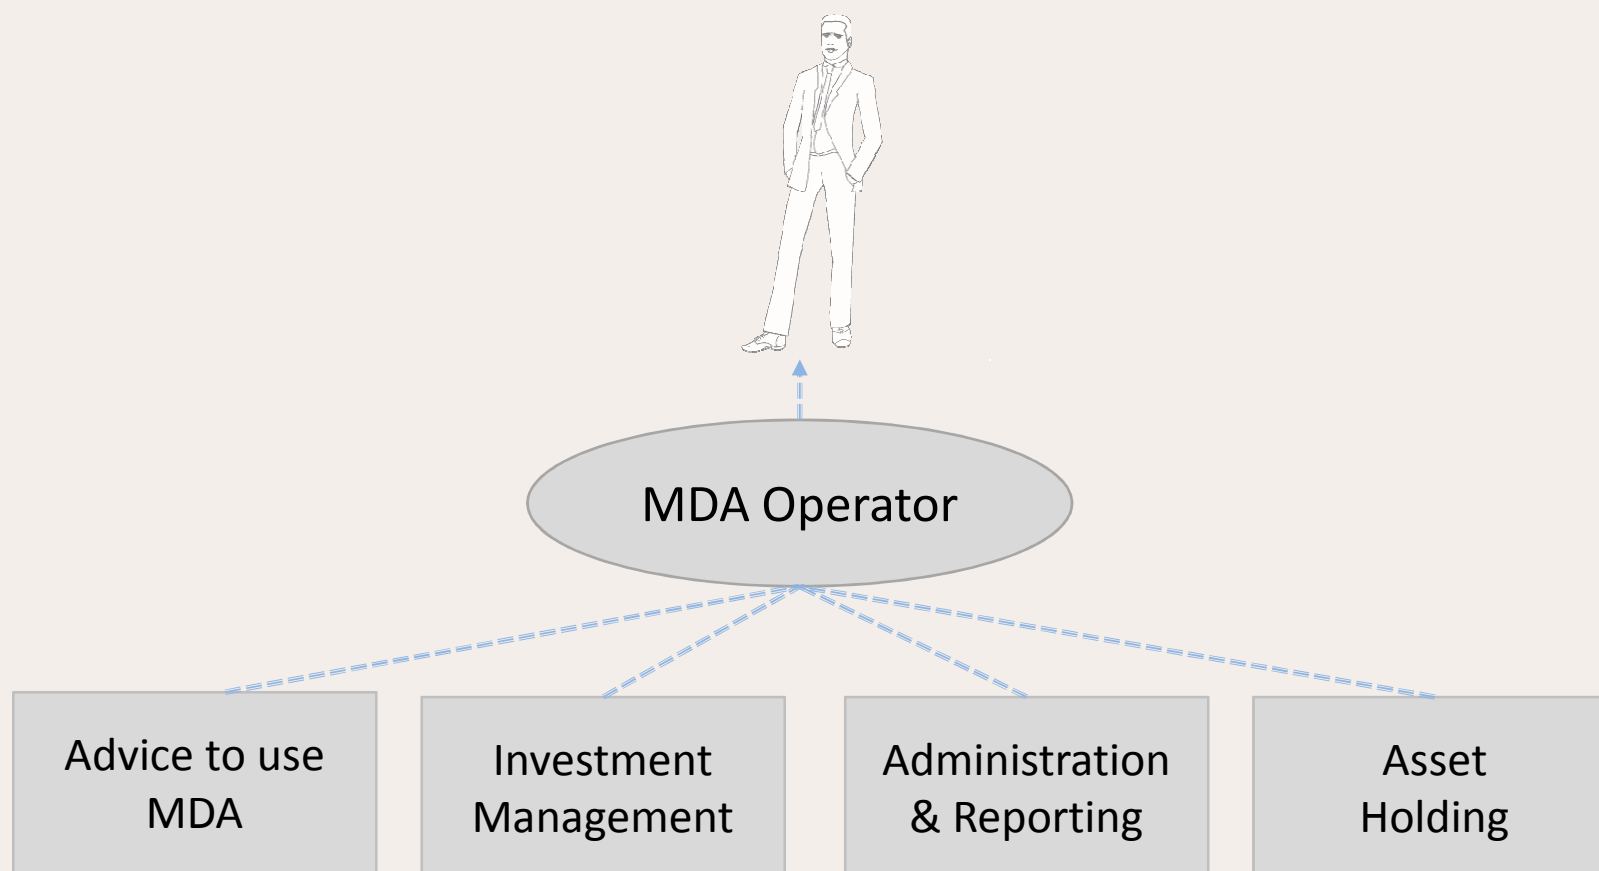 MDA Operator
Advice to use
MDA
Investment
Management
Administration
& Reporting
Asset
Holding